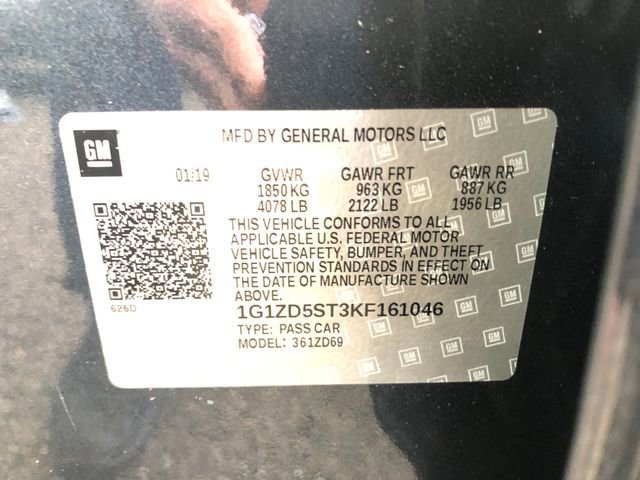 MFD BY GENERAL MOTORS LLC
GM
01/19 GVWR GAWR FRT GAWR RR
1850 KG 963 KG 887 KG
4078 LB 2122 LB 1956 LB
THIS VEHICLE CONFORMS TO ALL
APPLICABLE U.S. FEDERAL MOTOR
VEHICLE SAFETY, BUMPER, AND THEFT
PREVENTION STANDARDS IN EFFECT ON
THE DATE OF MANUFACTURE SHOWN
ABOVE.
626D
1G1ZD5ST3KF161046
TYPE: PASS CAR
MODEL: 361ZD69